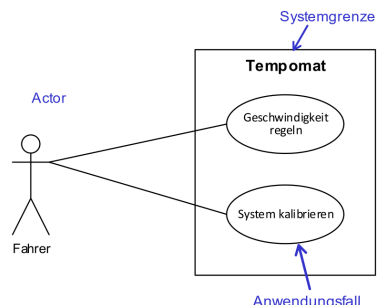 Systemgrenze
Tempomat
Actor
Geschwindigkeit
regeln
System kalibrieren
Fahrer
Anwendungsfall